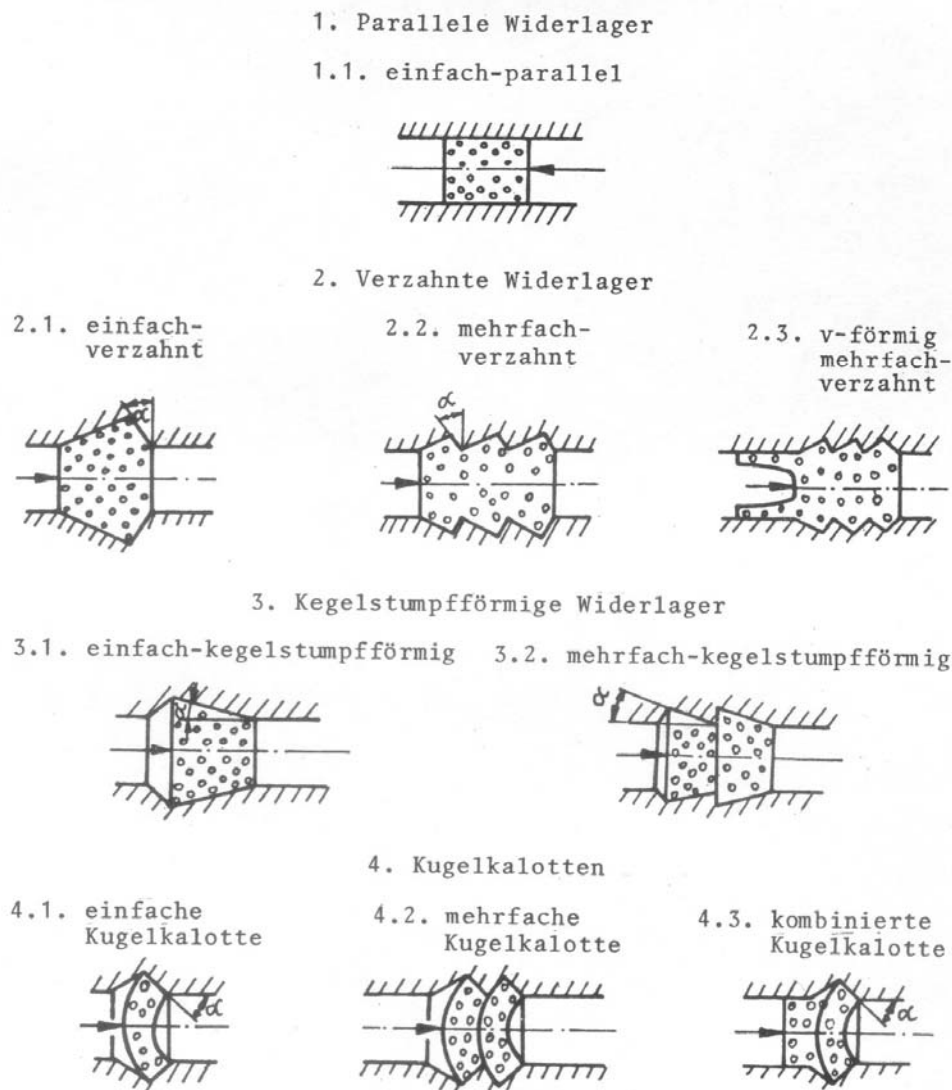 1. Parallele Widerlager
1.1. einfach-parallel
2. Verzahnte Widerlager
2.1. einfach-
verzahnt
α
2.2. mehrfach-
verzahnt
α
2.3. v-förmig
mehrfach-
verzahnt
3. Kegelstumpfförmige Widerlager
3.1. einfach-kegelstumpfförmig
α
3.2. mehrfach-kegelstumpfförmig
α
4. Kugelkalotten
4.1. einfache
Kugelkalotte
α
4.2. mehrfache
Kugelkalotte
4.3. kombinierte
Kugelkalotte
α